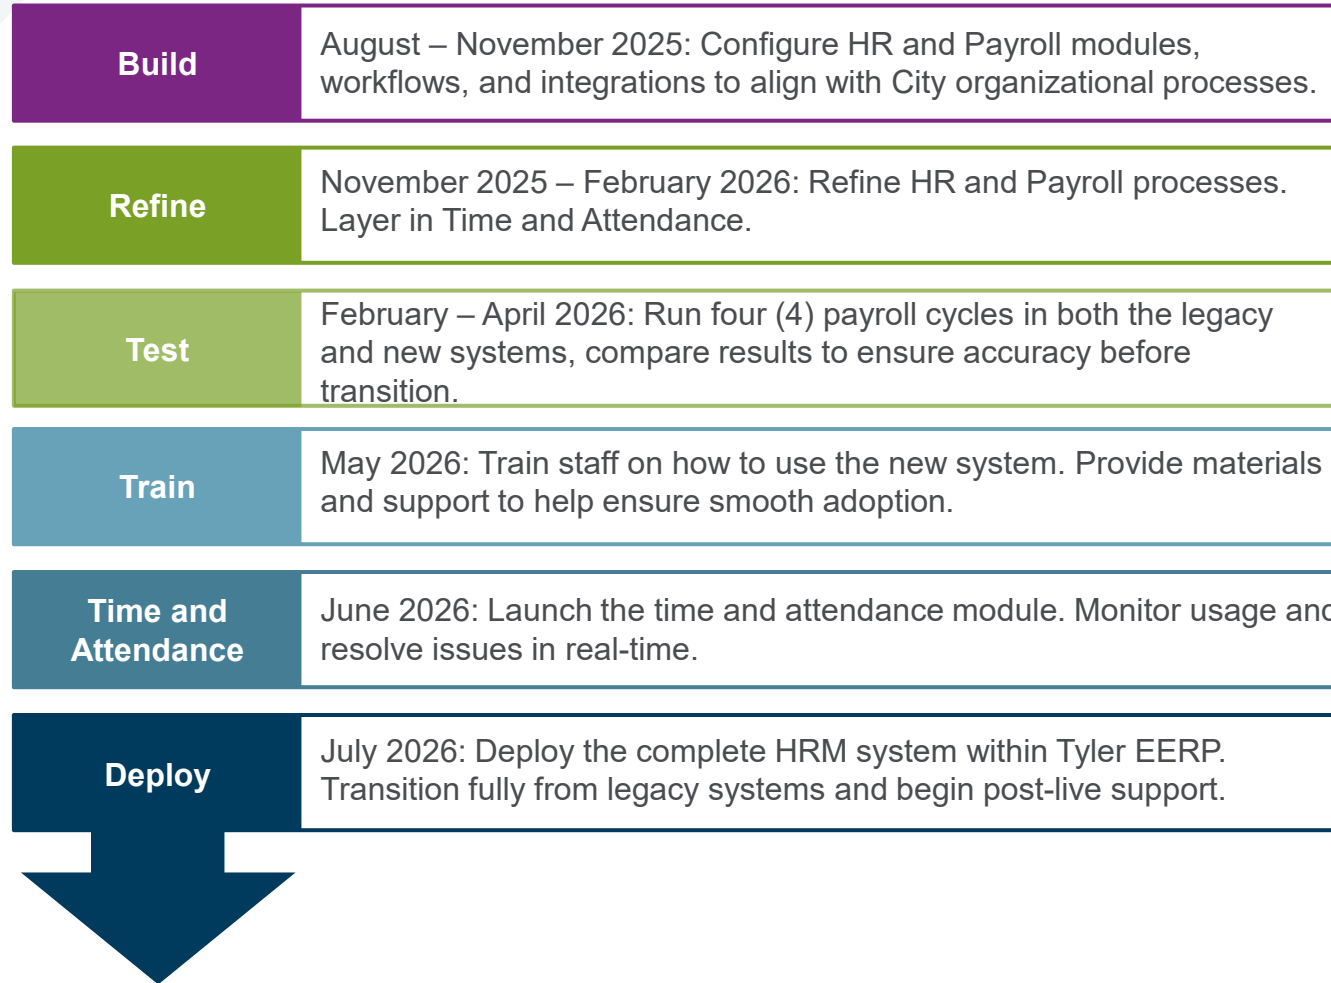 Build
August – November 2025: Configure HR and Payroll modules,
workflows, and integrations to align with City organizational processes.
Refine
November 2025 – February 2026: Refine HR and Payroll processes.
Layer in Time and Attendance.
Test
February – April 2026: Run four (4) payroll cycles in both the legacy
and new systems, compare results to ensure accuracy before
transition.
Train
May 2026: Train staff on how to use the new system. Provide materials
and support to help ensure smooth adoption.
Time and
Attendance
June 2026: Launch the time and attendance module. Monitor usage and
resolve issues in real-time.
Deploy
July 2026: Deploy the complete HRM system within Tyler EERP.
Transition fully from legacy systems and begin post-live support.